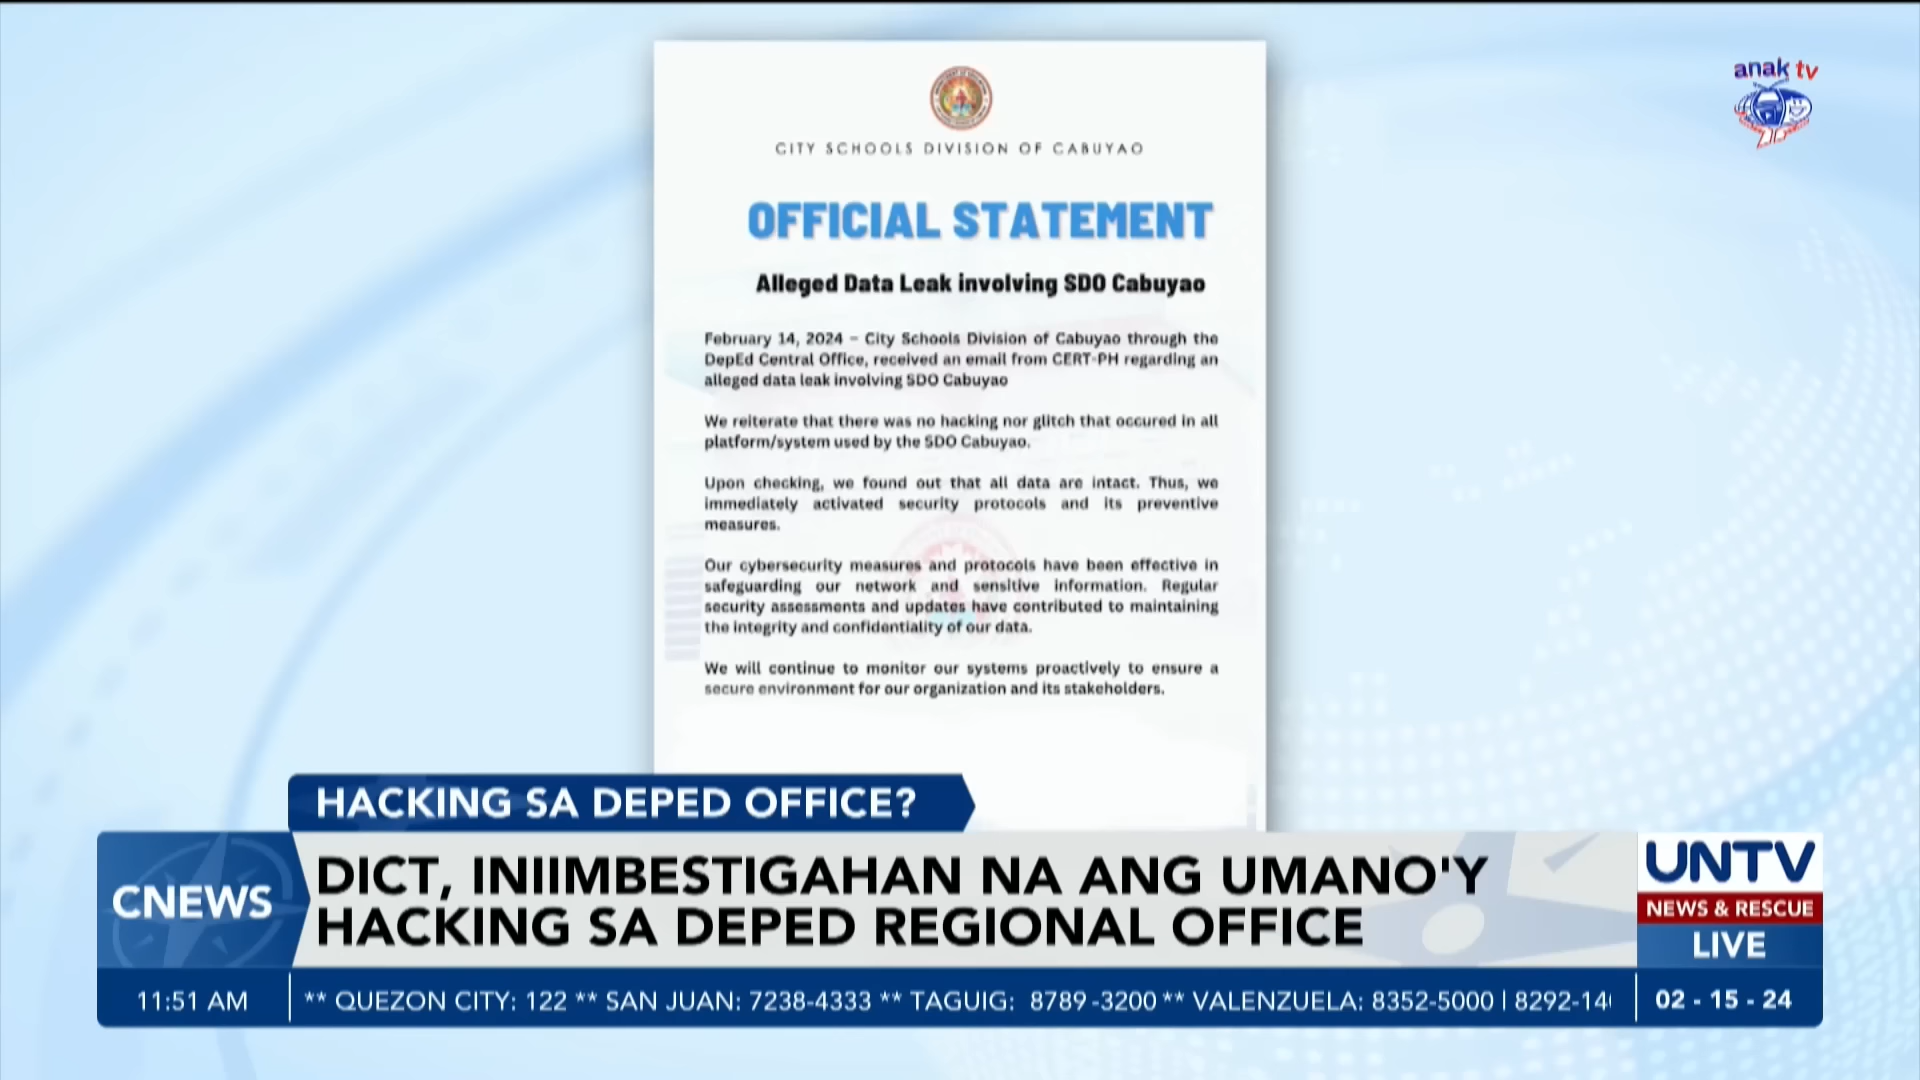 anak tv
CITY SCHOOLS DIVISION OF CABUYAO
OFFICIAL STATEMENT
Alleged Data Leak involving SDO Cabuyao
February 14, 2024 – City Schools Division of Cabuyao through the
DepEd Central Office, received an email from CERT-PH regarding an
alleged data leak involving SDO Cabuyao
We reiterate that there was no hacking nor glitch that occured in all
platform/system used by the SDO Cabuyao.
Upon checking, we found out that all data are intact. Thus, we
immediately activated security protocols and its preventive
measures.
Our cybersecurity measures and protocols have been effective in
safeguarding our network and sensitive information. Regular
security assessments and updates have contributed to maintaining
the integrity and confidentiality of our data.
We will continue to monitor our systems proactively to ensure a
secure environment for our organization and its stakeholders.
HACKING SA DEPED OFFICE?
CNEWS
DICT, INIIMBESTIGAHAN NA ANG UMANO'Y
HACKING SA DEPED REGIONAL OFFICE
UNTV
NEWS & RESCUE
LIVE
11:51 AM
** QUEZON CITY: 122 ** SAN JUAN: 7238-4333 ** TAGUIG: 8789 -3200 ** VALENZUELA: 8352-5000 | 8292-14
02 - 15 - 24